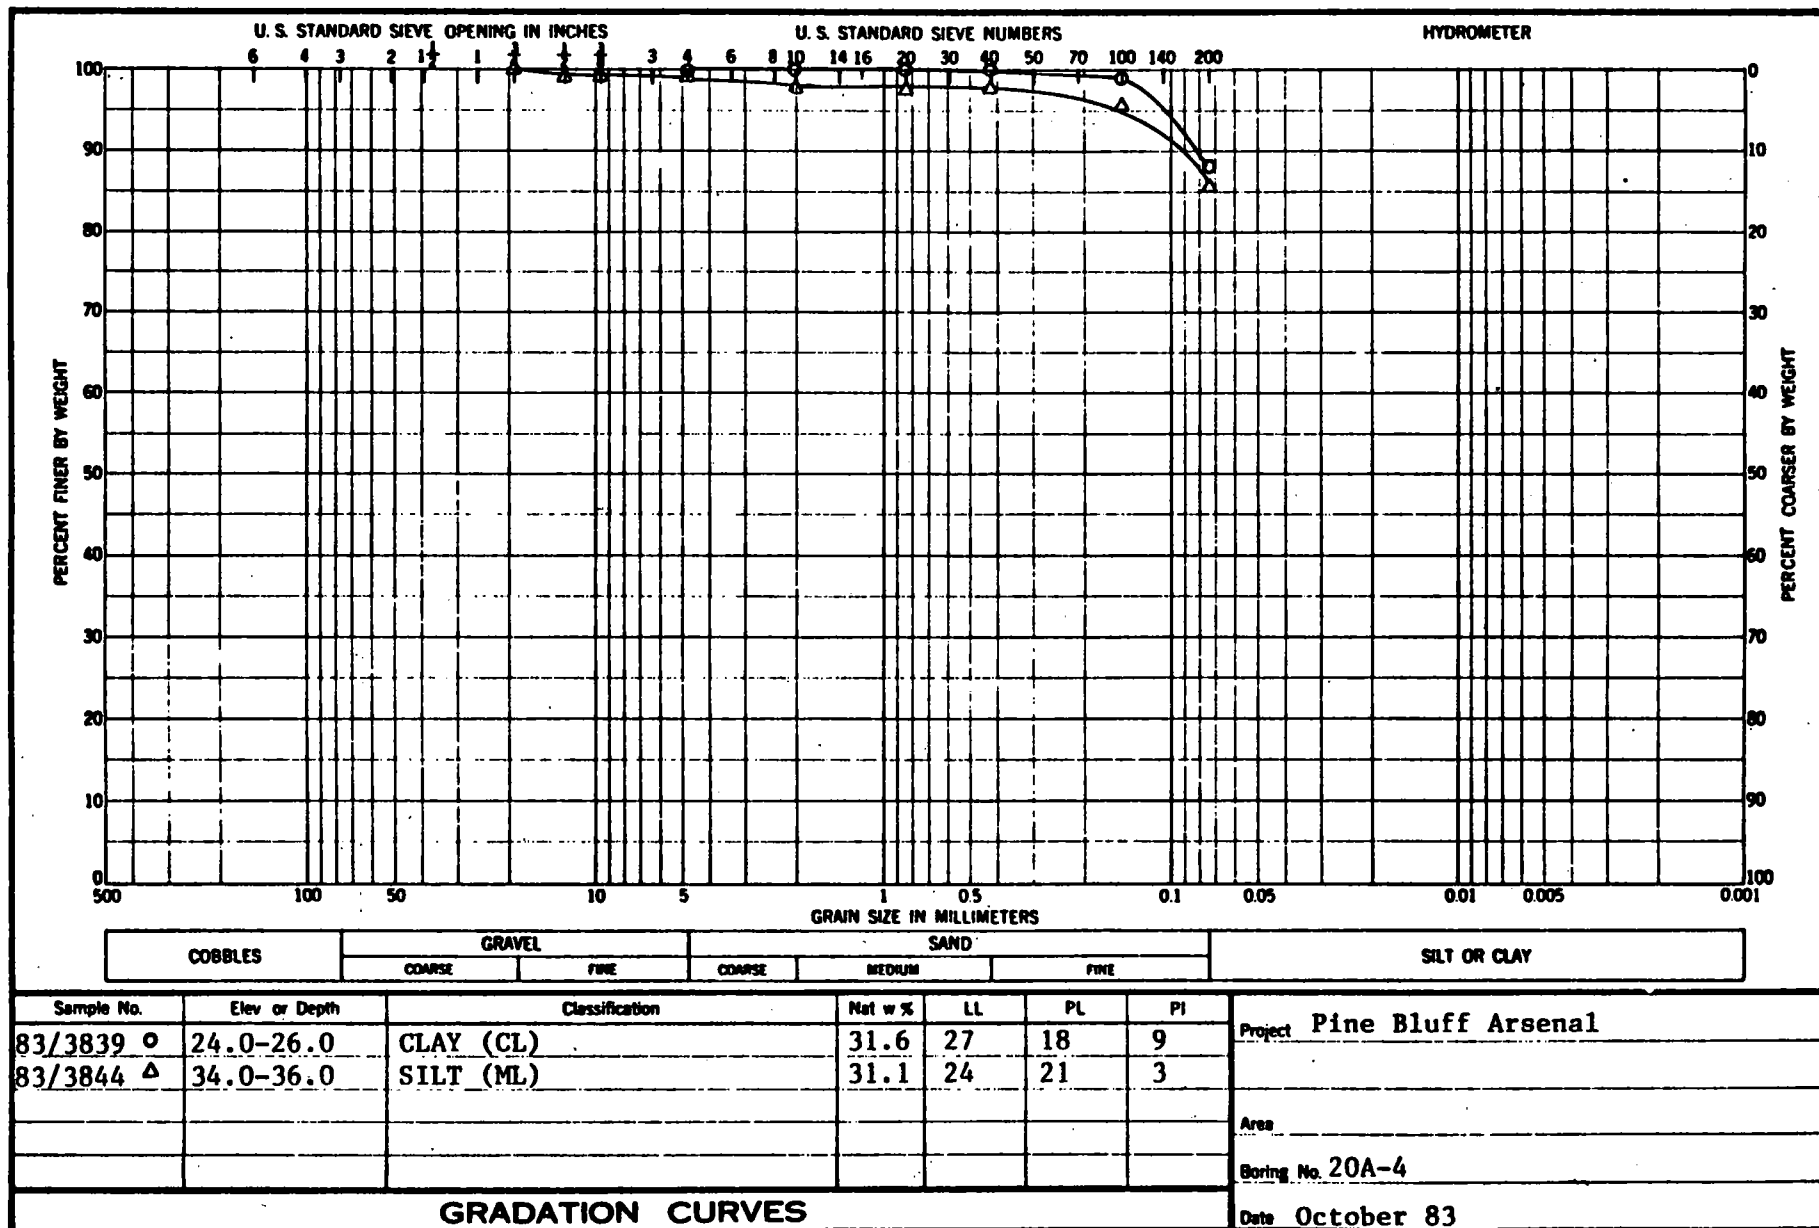 U. S. STANDARD SIEVE OPENING IN INCHES U. S. STANDARD SIEVE NUMBERS HYDROMETER
6 4 3 2 1½ 1 ¾ ½ ⅜ 3 4 6 8 10 14 16 20 30 40 50 70 100 140 200
100 0
90 10
80 20
70 30
60 40
50 50
40 60
30 70
20 80
10 90
0 100
PERCENT FINER BY WEIGHT
PERCENT COARSER BY WEIGHT
500 100 50 10 5 1 0.5 0.1 0.05 0.01 0.005 0.001
GRAIN SIZE IN MILLIMETERS
COBBLES GRAVEL SAND SILT OR CLAY
COARSE FINE COARSE MEDIUM FINE
Sample No. Elev or Depth Classification Nat w % LL PL PI
83/3839 O 24.0-26.0 CLAY (CL) 31.6 27 18 9
83/3844 Δ 34.0-36.0 SILT (ML) 31.1 24 21 3
Project Pine Bluff Arsenal
Area
Boring No. 20A-4
GRADATION CURVES
Date October 83